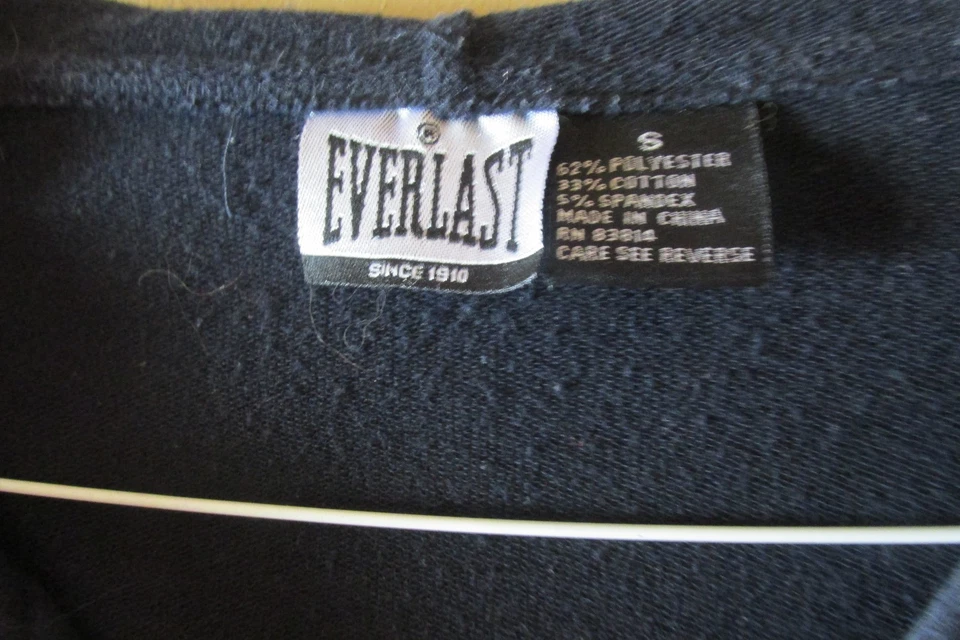 ®
EVERLAST
SINCE 1910
S
62% POLYESTER
33% COTTON
5% SPANDEX
MADE IN CHINA
RN 83814
CARE SEE REVERSE